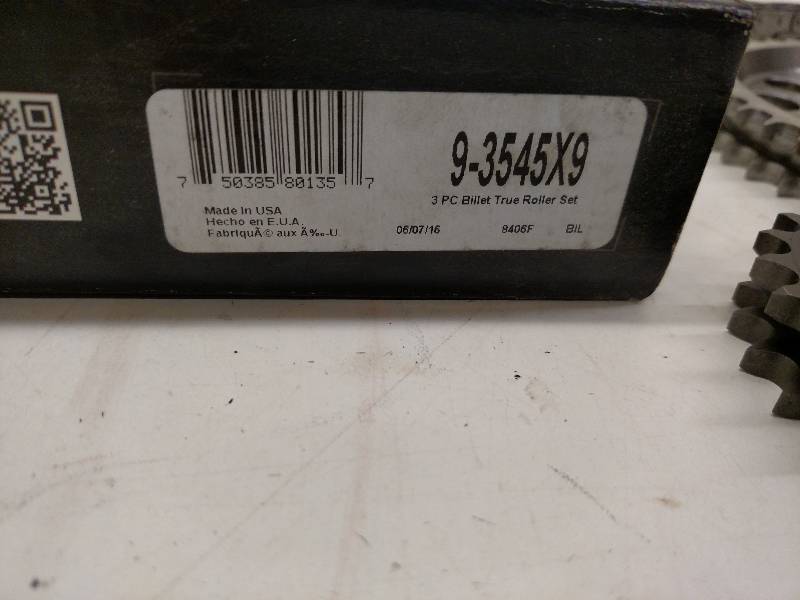 9-3545X9
7 50385 80135 7
3 PC Billet True Roller Set
Made in USA
Hecho en E.U.A.
FabriquÃ© aux Ã‰-U.
06/07/16 8406F BIL